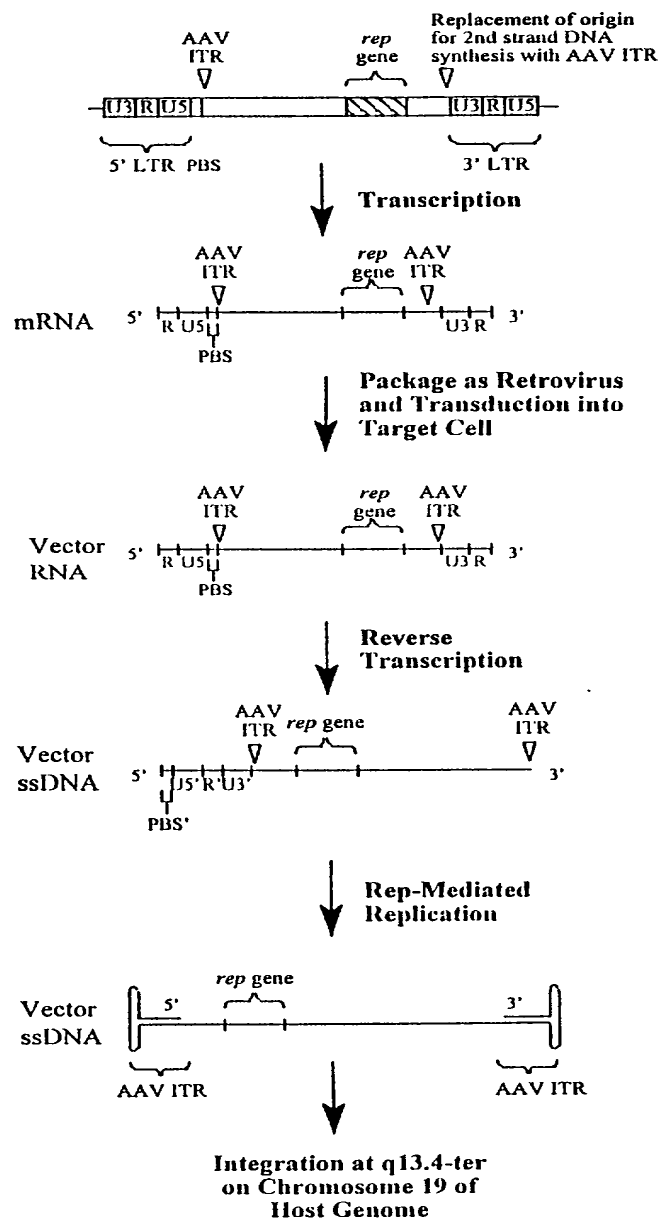 Replacement of origin
for 2nd strand DNA
synthesis with AAV ITR
AAV
ITR
rep
gene
U3 R U5
U3 R U5
5' LTR PBS
3' LTR
Transcription
AAV
ITR
rep
gene
AAV
ITR
mRNA
5'
3'
R U5
U3 R
PBS
Package as Retrovirus
and Transduction into
Target Cell
AAV
ITR
rep
gene
AAV
ITR
Vector
RNA
5'
3'
R U5
U3 R
PBS
Reverse
Transcription
AAV
ITR
rep gene
AAV
ITR
Vector
ssDNA
5'
3'
U5' R' U3'
PBS'
Rep-Mediated
Replication
rep gene
Vector
ssDNA
5'
3'
AAV ITR
AAV ITR
Integration at q13.4-ter
on Chromosome 19 of
Host Genome